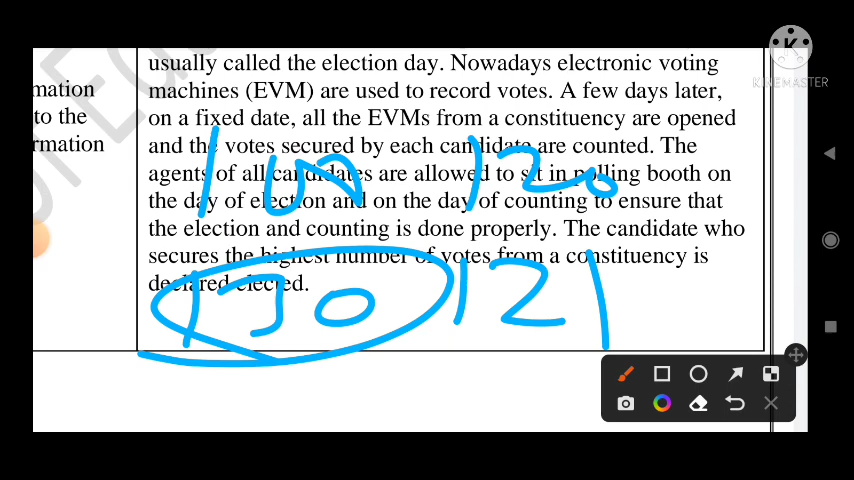 usually called the election day. Nowadays electronic voting
machines (EVM) are used to record votes. A few days later,
on a fixed date, all the EVMs from a constituency are opened
and the votes secured by each candidate are counted. The
agents of all candidates are allowed to sit in polling booth on
the day of election and on the day of counting to ensure that
the election and counting is done properly. The candidate who
secures the highest number of votes from a constituency is
declared elected.
mation
to the
rmation
100 120
130 121
KINEMASTER